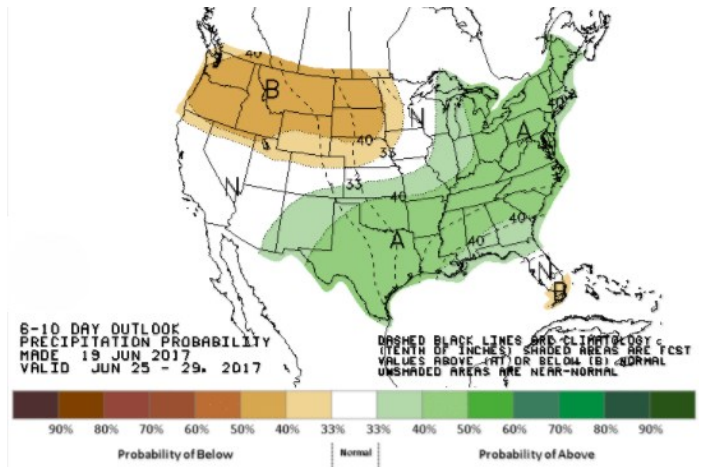 40
B
N
40
33
33
N
40
A
A
40
40
N
B
6-10 DAY OUTLOOK
PRECIPITATION PROBABILITY
MADE 19 JUN 2017
VALID JUN 25 - 29, 2017
DASHED BLACK LINES ARE CLIMATOLOGY
(TENTH OF INCHES) SHADED AREAS ARE FCST
VALUES ABOVE (A) OR BELOW (B) NORMAL
UNSHADED AREAS ARE NEAR-NORMAL
90% 80% 70% 60% 50% 40% 33% 33% 40% 50% 60% 70% 80% 90%
Probability of Below Normal Probability of Above